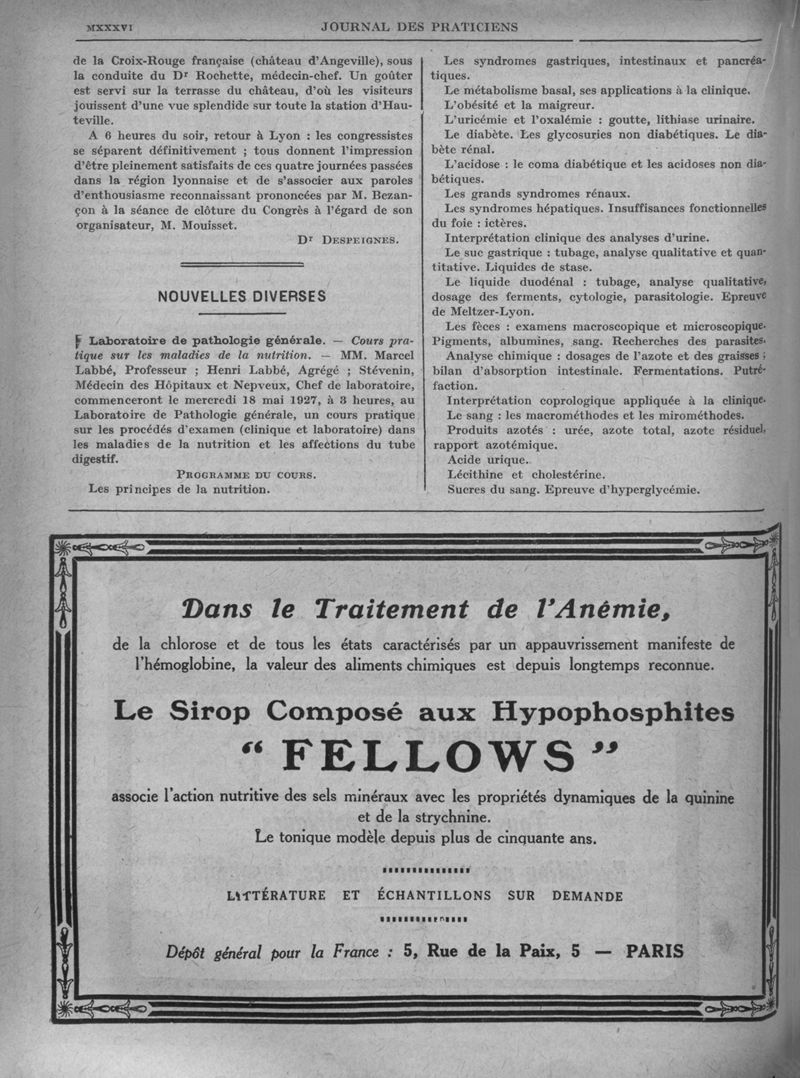 MXXXVI
JOURNAL DES PRATICIENS
de la Croix-Rouge française (château d'Angeville), sous
la conduite du Dr Rochette, médecin-chef. Un goûter
est servi sur la terrasse du château, d'où les visiteurs
jouissent d'une vue splendide sur toute la station d'Hau-
teville.
A 6 heures du soir, retour à Lyon : les congressistes
se séparent définitivement ; tous donnent l'impression
d'être pleinement satisfaits de ces quatre journées passées
dans la région lyonnaise et de s'associer aux paroles
d'enthousiasme reconnaissant prononcées par M. Bezan-
çon à la séance de clôture du Congrès à l'égard de son
organisateur, M. Mouisset.
Dr DESPEIGNES.
NOUVELLES DIVERSES
Laboratoire de pathologie générale. — Cours pra-
tique sur les maladies de la nutrition. — MM. Marcel
Labbé, Professeur ; Henri Labbé, Agrégé ; Stévenin,
Médecin des Hôpitaux et Nepveux, Chef de laboratoire,
commenceront le mercredi 18 mai 1927, à 3 heures, au
Laboratoire de Pathologie générale, un cours pratique
sur les procédés d'examen (clinique et laboratoire) dans
les maladies de la nutrition et les affections du tube
digestif.
PROGRAMME DU COURS.
Les principes de la nutrition.
Les syndromes gastriques, intestinaux et pancréa-
tiques.
Le métabolisme basal, ses applications à la clinique.
L'obésité et la maigreur.
L'uricémie et l'oxalémie : goutte, lithiase urinaire.
Le diabète. Les glycosuries non diabétiques. Le dia-
bète rénal.
L'acidose : le coma diabétique et les acidoses non dia-
bétiques.
Les grands syndromes rénaux.
Les syndromes hépatiques. Insuffisances fonctionnelles
du foie : ictères.
Interprétation clinique des analyses d'urine.
Le suc gastrique : tubage, analyse qualitative et quan-
titative. Liquides de stase.
Le liquide duodénal : tubage, analyse qualitative,
dosage des ferments, cytologie, parasitologie. Epreuve
de Meltzer-Lyon.
Les fèces : examens macroscopique et microscopique.
Pigments, albumines, sang. Recherches des parasites.
Analyse chimique : dosages de l'azote et des graisses ;
bilan d'absorption intestinale. Fermentations. Putré-
faction.
Interprétation coprologique appliquée à la clinique.
Le sang : les macrométhodes et les mirométhodes.
Produits azotés : urée, azote total, azote résiduel,
rapport azotémique.
Acide urique.
Lécithine et cholestérine.
Sucres du sang. Epreuve d'hyperglycémie.
Dans le Traitement de l'Anémie,
de la chlorose et de tous les états caractérisés par un appauvrissement manifeste de
l'hémoglobine, la valeur des aliments chimiques est depuis longtemps reconnue.
Le Sirop Composé aux Hypophosphites
“ FELLOWS ”
associe l'action nutritive des sels minéraux avec les propriétés dynamiques de la quinine
et de la strychnine.
Le tonique modèle depuis plus de cinquante ans.
LITTÉRATURE ET ÉCHANTILLONS SUR DEMANDE
Dépôt général pour la France : 5, Rue de la Paix, 5 — PARIS